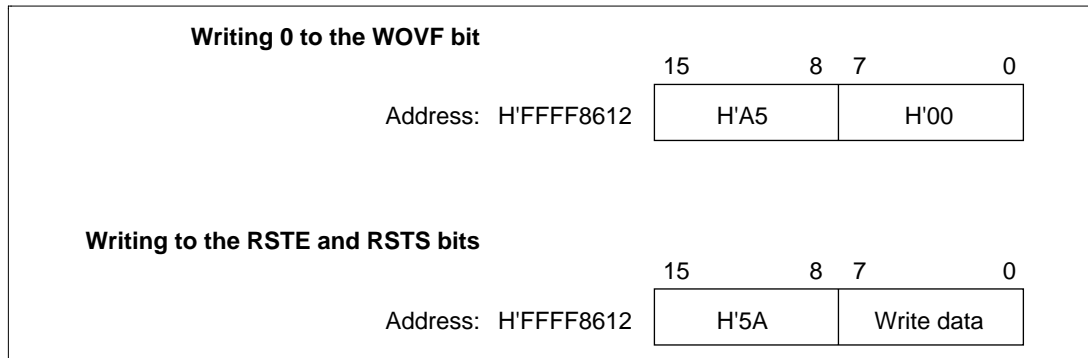 Writing 0 to the WOVF bit
15 8 7 0
Address: H'FFFF8612 H'A5 H'00
Writing to the RSTE and RSTS bits
15 8 7 0
Address: H'FFFF8612 H'5A Write data